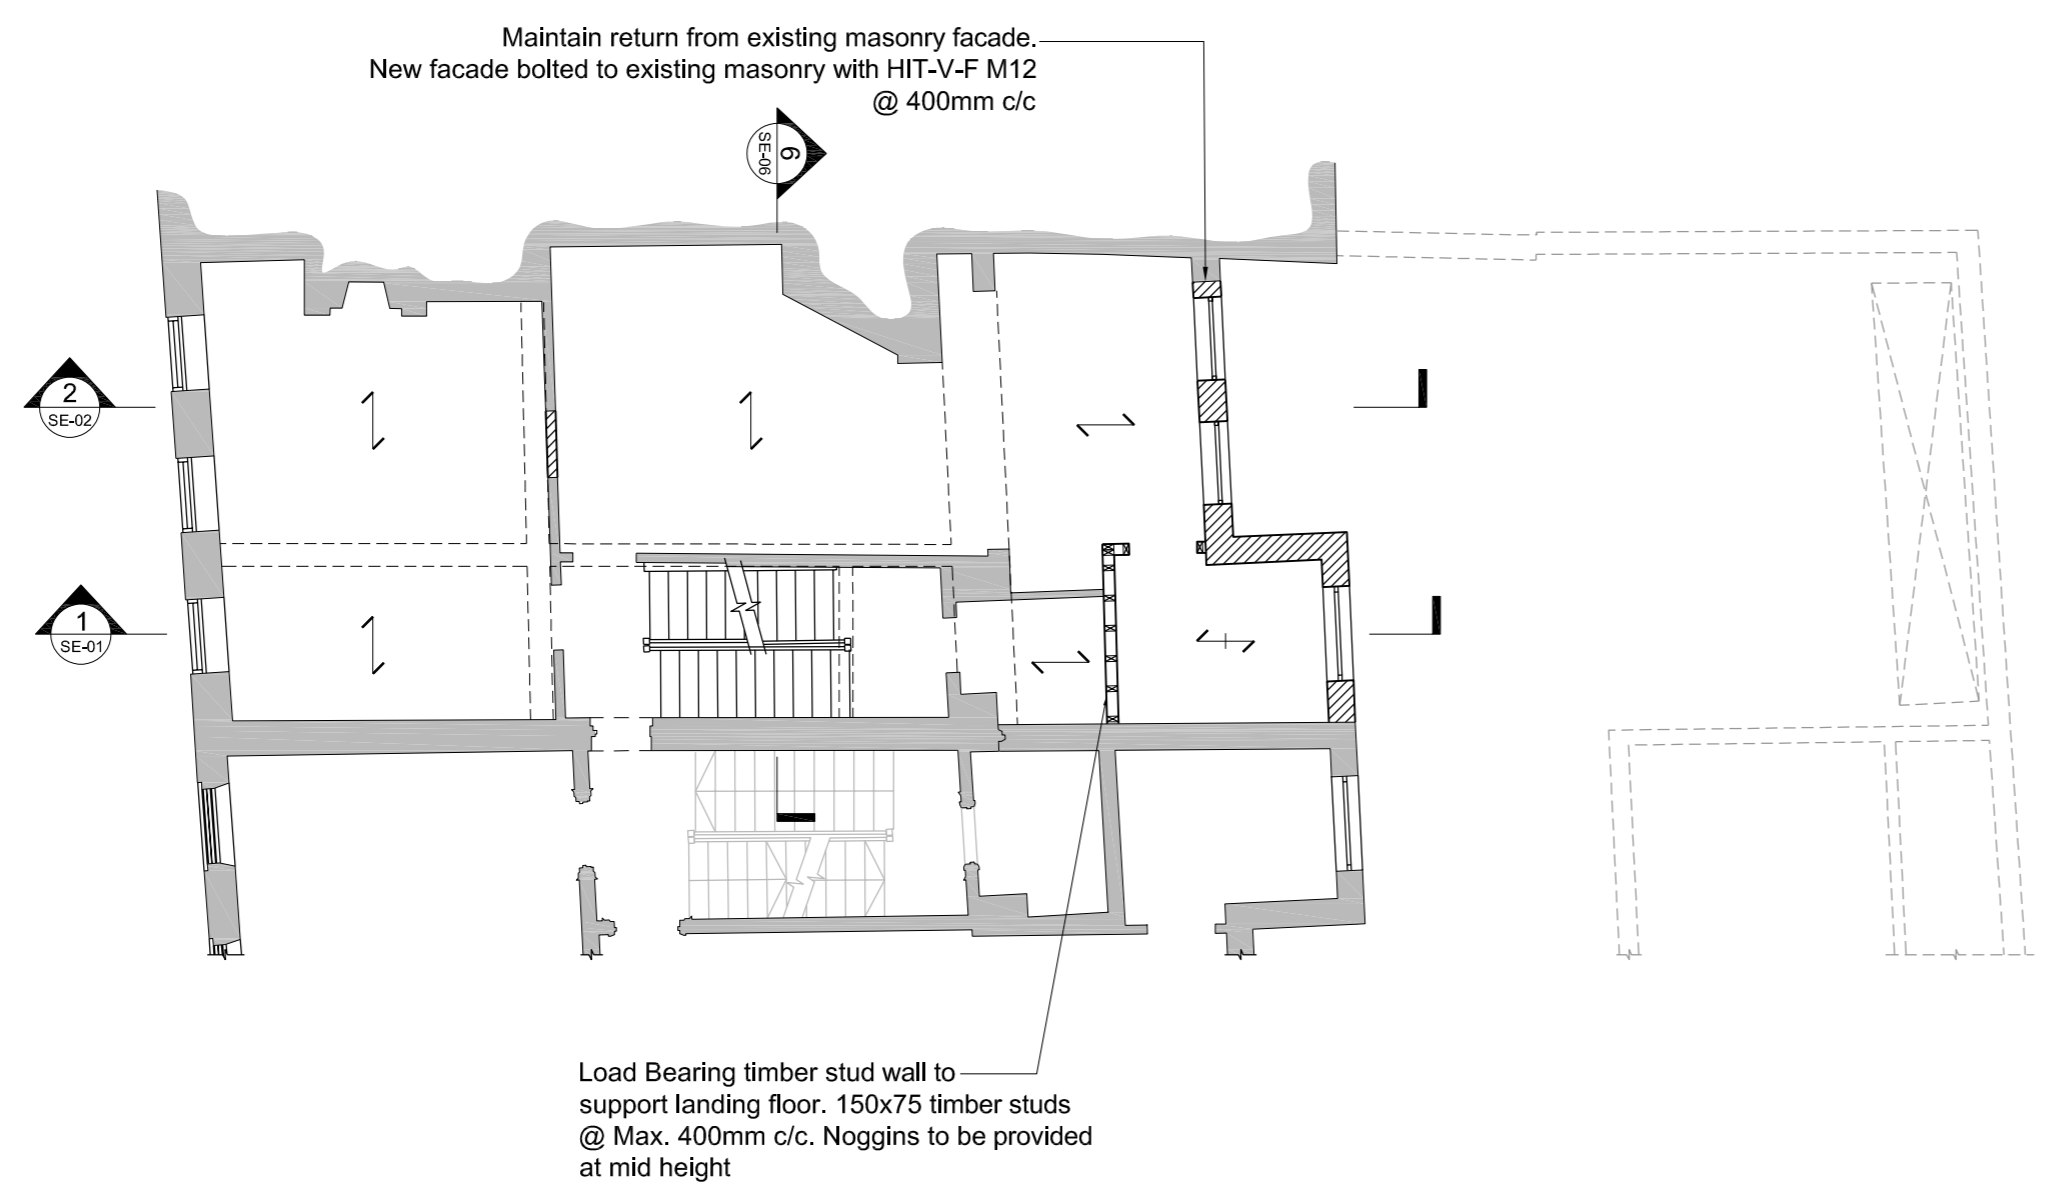 Maintain return from existing masonry facade.
New facade bolted to existing masonry with HIT-V-F M12
@ 400mm c/c
6
SE-06
2
SE-02
1
SE-01
Load Bearing timber stud wall to
support landing floor. 150x75 timber studs
@ Max. 400mm c/c. Noggins to be provided
at mid height